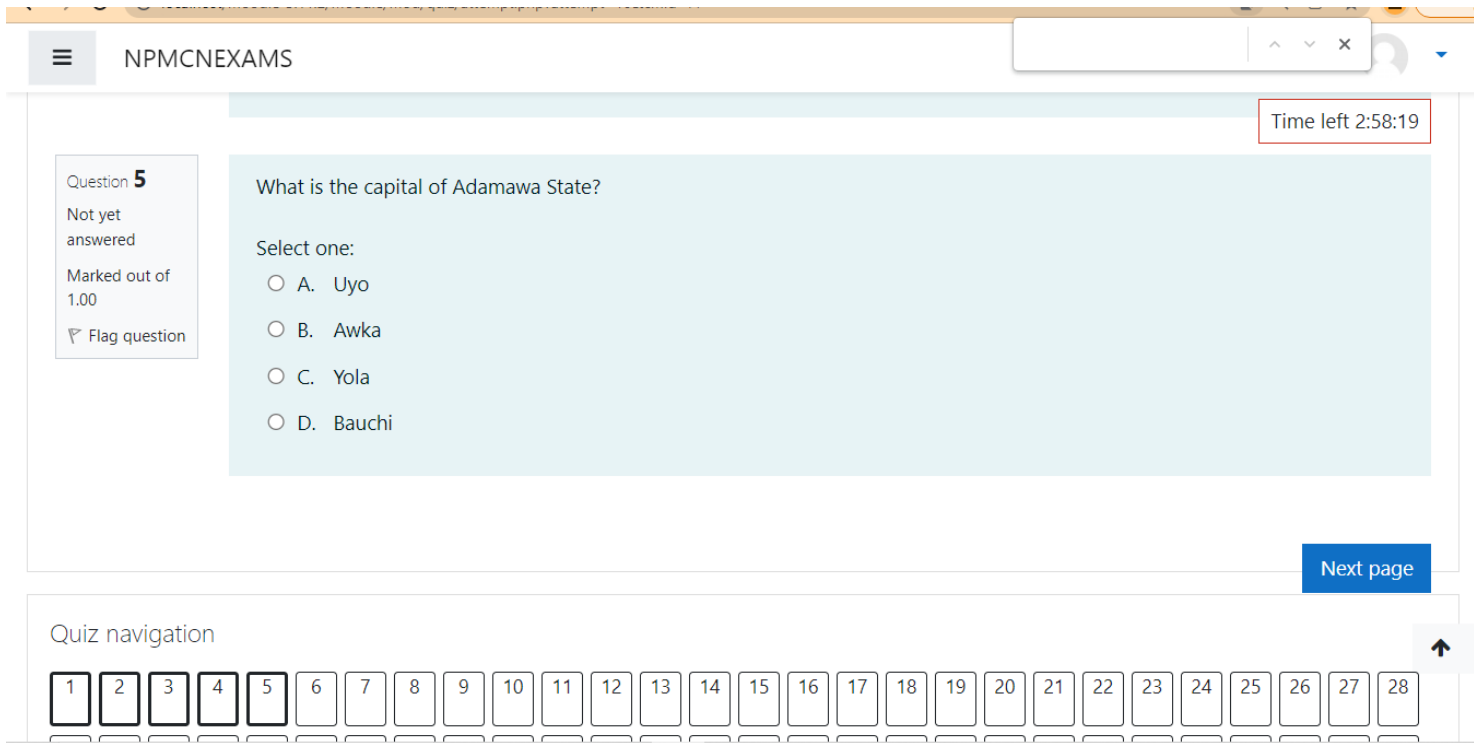 NPMCNEXAMS
Time left 2:58:19
Question 5
Not yet
answered
Marked out of
1.00
Flag question
What is the capital of Adamawa State?
Select one:
A. Uyo
B. Awka
C. Yola
D. Bauchi
Next page
Quiz navigation
1 2 3 4 5 6 7 8 9 10 11 12 13 14 15 16 17 18 19 20 21 22 23 24 25 26 27 28